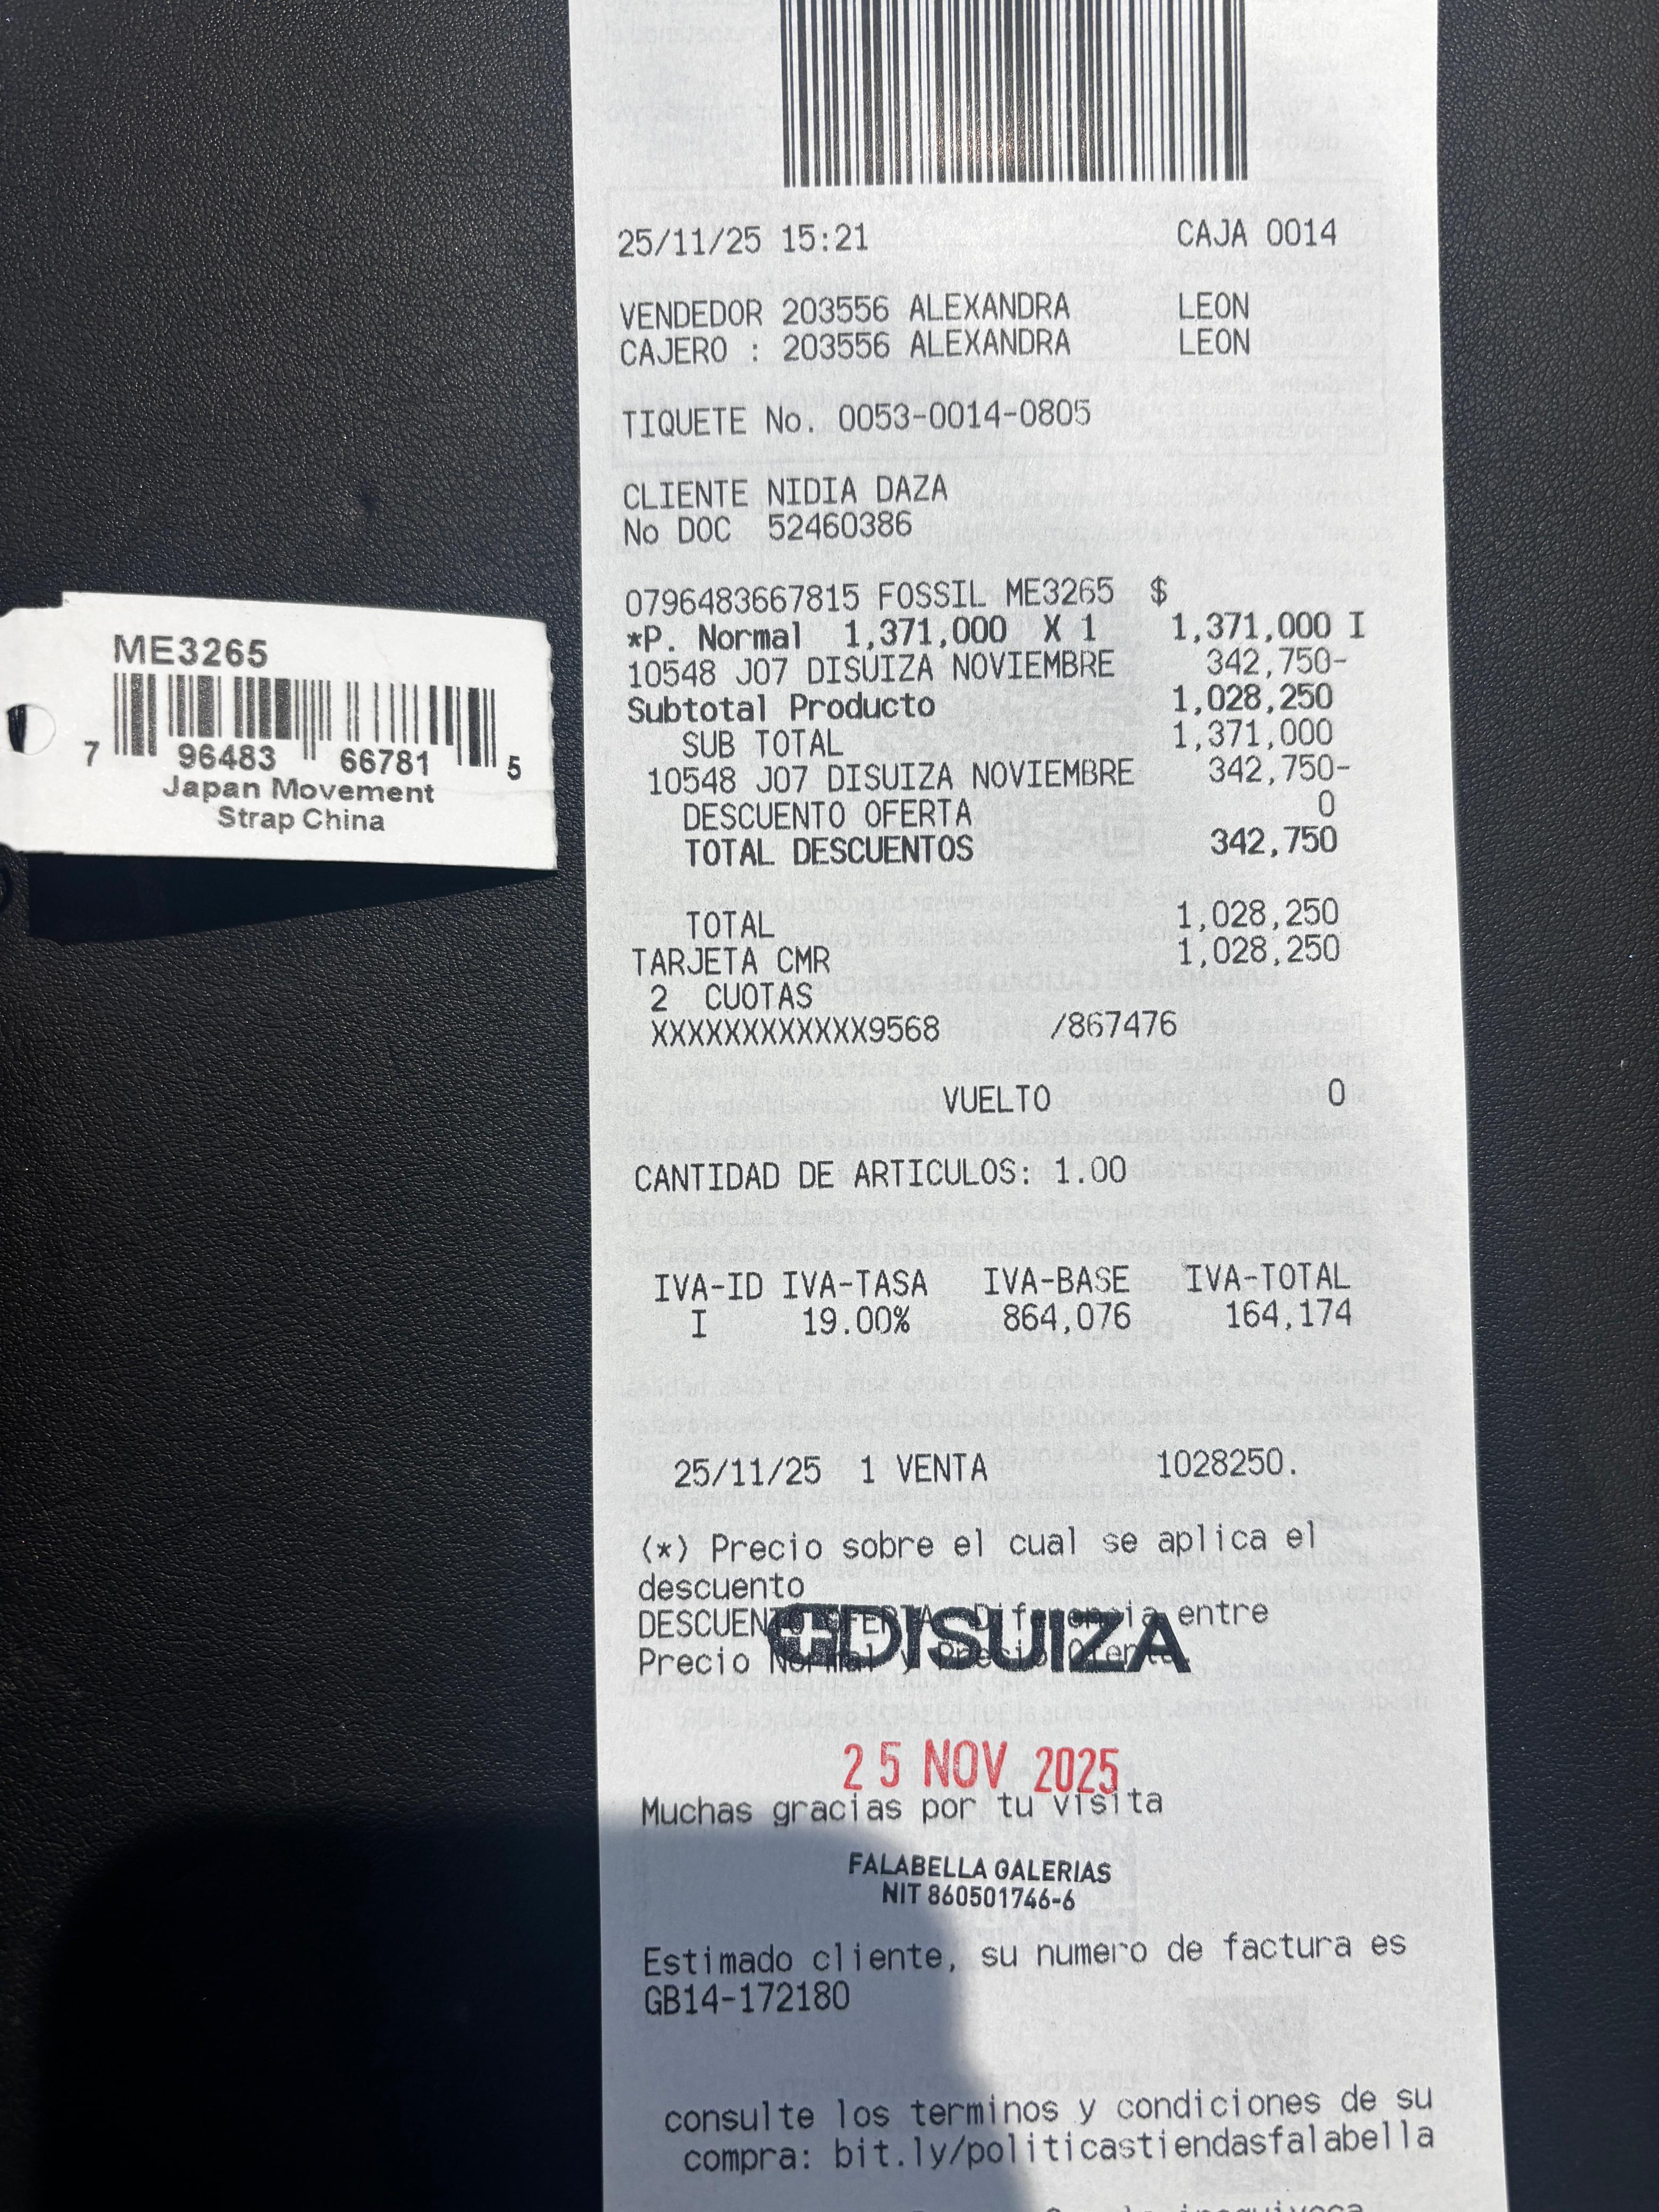 ME3265
7 96483 66781 5
Japan Movement
Strap China
25/11/25 15:21 CAJA 0014
VENDEDOR 203556 ALEXANDRA LEON
CAJERO : 203556 ALEXANDRA LEON
TIQUETE No. 0053-0014-0805
CLIENTE NIDIA DAZA
No DOC 52460386
0796483667815 FOSSIL ME3265 $
*P. Normal 1,371,000 X 1 1,371,000 I
10548 J07 DISUIZA NOVIEMBRE 342,750-
Subtotal Producto 1,028,250
SUB TOTAL 1,371,000
10548 J07 DISUIZA NOVIEMBRE 342,750-
DESCUENTO OFERTA 0
TOTAL DESCUENTOS 342,750
TOTAL 1,028,250
TARJETA CMR 1,028,250
2 CUOTAS
XXXXXXXXXXXX9568 /867476
VUELTO 0
CANTIDAD DE ARTICULOS: 1.00
IVA-ID IVA-TASA IVA-BASE IVA-TOTAL
I 19.00% 864,076 164,174
25/11/25 1 VENTA 1028250.
(*) Precio sobre el cual se aplica el
descuento
DESCUENTO OFERTA: Diferencia entre
DISUIZA
Precio Normal y Precio Oferta.
25 NOV 2025
Muchas gracias por tu visita
FALABELLA GALERIAS
NIT 860501746-6
Estimado cliente, su numero de factura es
GB14-172180
consulte los terminos y condiciones de su
compra: bit.ly/politicastiendasfalabella